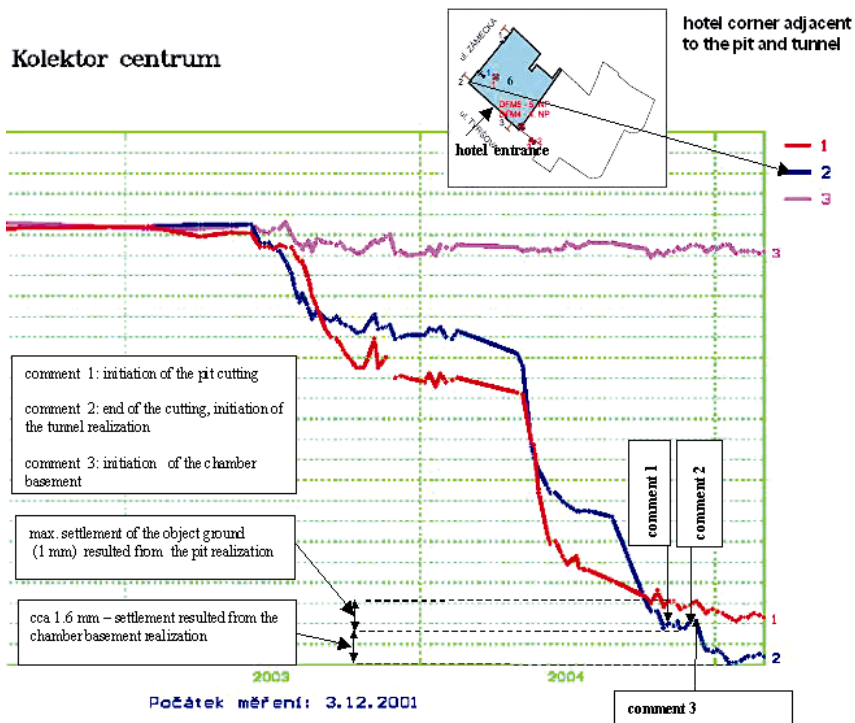 Kolektor centrum
hotel corner adjacent
to the pit and tunnel
ul. ZÁMECKÁ
2
1
6
DFM5 - 5. NP
DFM4 - 4. NP
3
hotel entrance
1
2
3
3
comment 1: initiation of the pit cutting
comment 2: end of the cutting, initiation of
the tunnel realization
comment 3: initiation of the chamber
basement
comment 1
comment 2
max. settlement of the object ground
(1 mm) resulted from the pit realization
cca 1.6 mm – settlement resulted from the
chamber basement realization
1
2
2003
2004
Počátek měření: 3.12.2001
comment 3